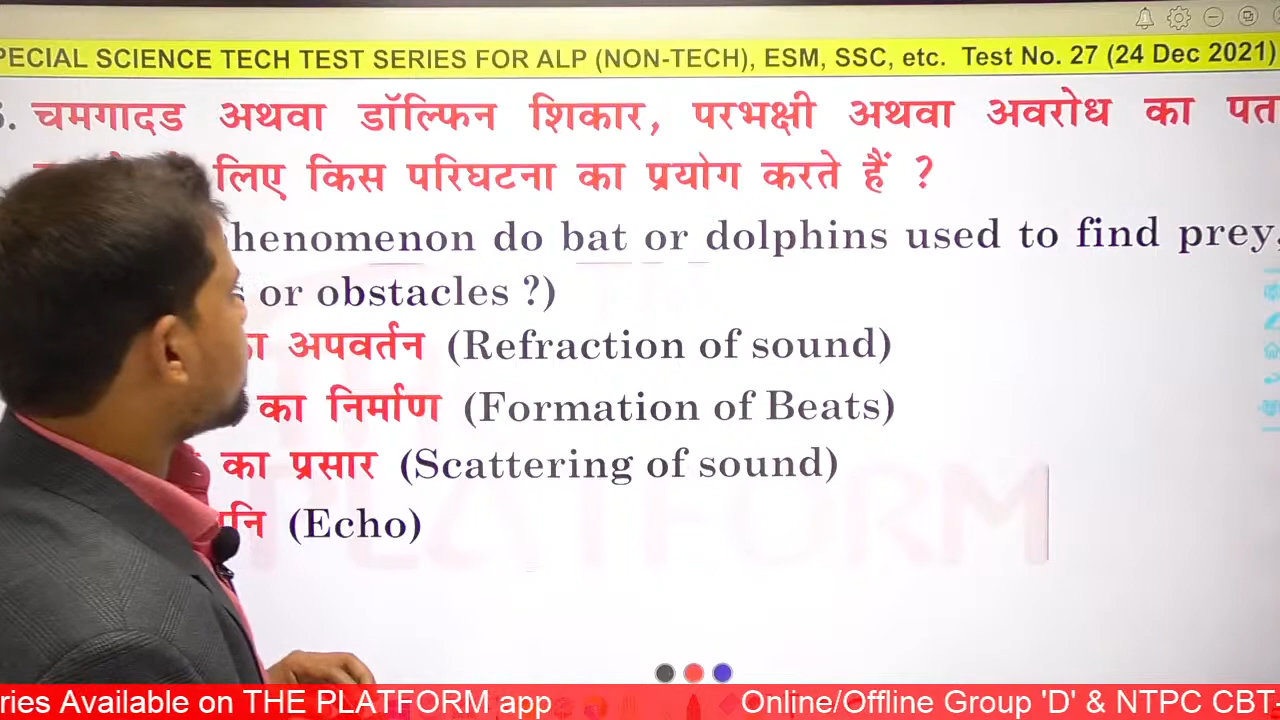 PECIAL SCIENCE TECH TEST SERIES FOR ALP (NON-TECH), ESM, SSC, etc. Test No. 27 (24 Dec 2021)
चमगादड अथवा डॉल्फिन शिकार, परभक्षी अथवा अवरोध का पत
लिए किस परिघटना का प्रयोग करते हैं ?
henomenon do bat or dolphins used to find prey,
s or obstacles ?)
का अपवर्तन (Refraction of sound)
का निर्माण (Formation of Beats)
का प्रसार (Scattering of sound)
नि (Echo)
PLATFORM
ries Available on THE PLATFORM app Online/Offline Group 'D' & NTPC CBT-